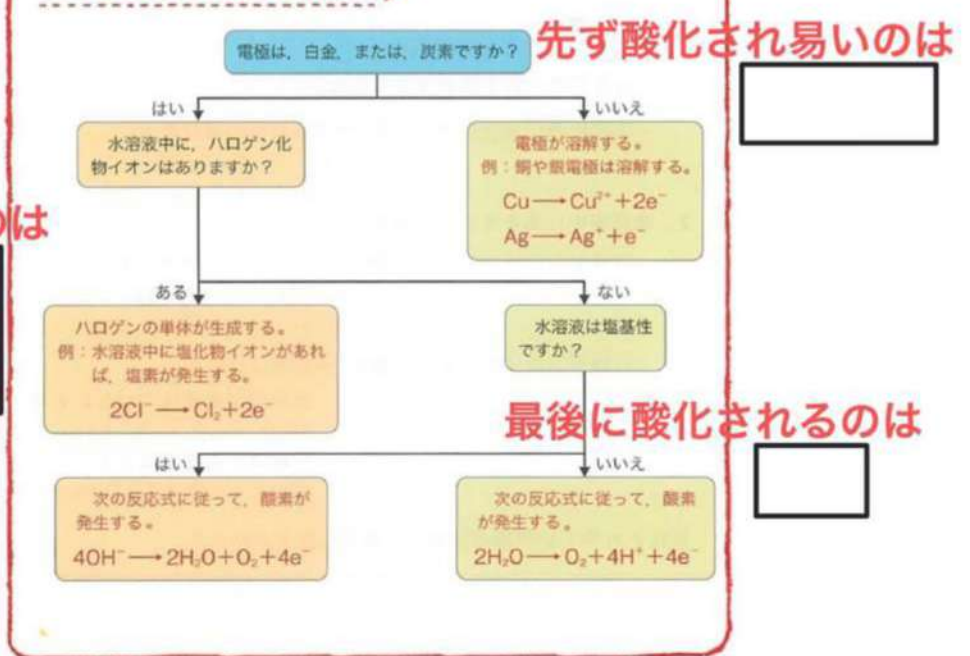 電極は，白金，または，炭素ですか？
先ず酸化され易いのは
はい
いいえ
水溶液中に，ハロゲン化
物イオンはありますか？
電極が溶解する。
例：銅や銀電極は溶解する。
Cu→Cu²⁺+2e⁻
Ag→Ag⁺+e⁻
のは
ある
ない
ハロゲンの単体が生成する。
例：水溶液中に塩化物イオンがあれ
ば，塩素が発生する。
2Cl⁻→Cl₂+2e⁻
水溶液は塩基性
ですか？
最後に酸化されるのは
はい
いいえ
次の反応式に従って，酸素が
発生する。
4OH⁻→2H₂O+O₂+4e⁻
次の反応式に従って，酸素
が発生する。
2H₂O→O₂+4H⁺+4e⁻